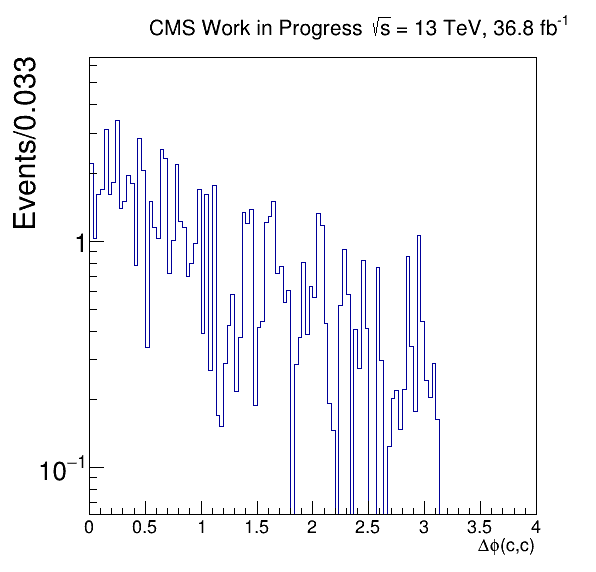 CMS Work in Progress √s = 13 TeV, 36.8 fb⁻¹
Events/0.033
1
10⁻¹
0 0.5 1 1.5 2 2.5 3 3.5 4
Δϕ(c,c)